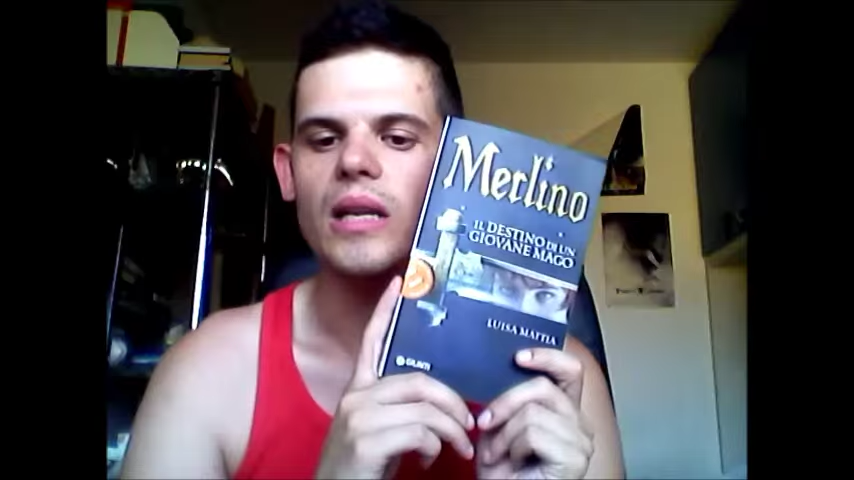 Merlino
IL DESTINO DI UN
GIOVANE MAGO
LUISA MATTIA
GIUNTI